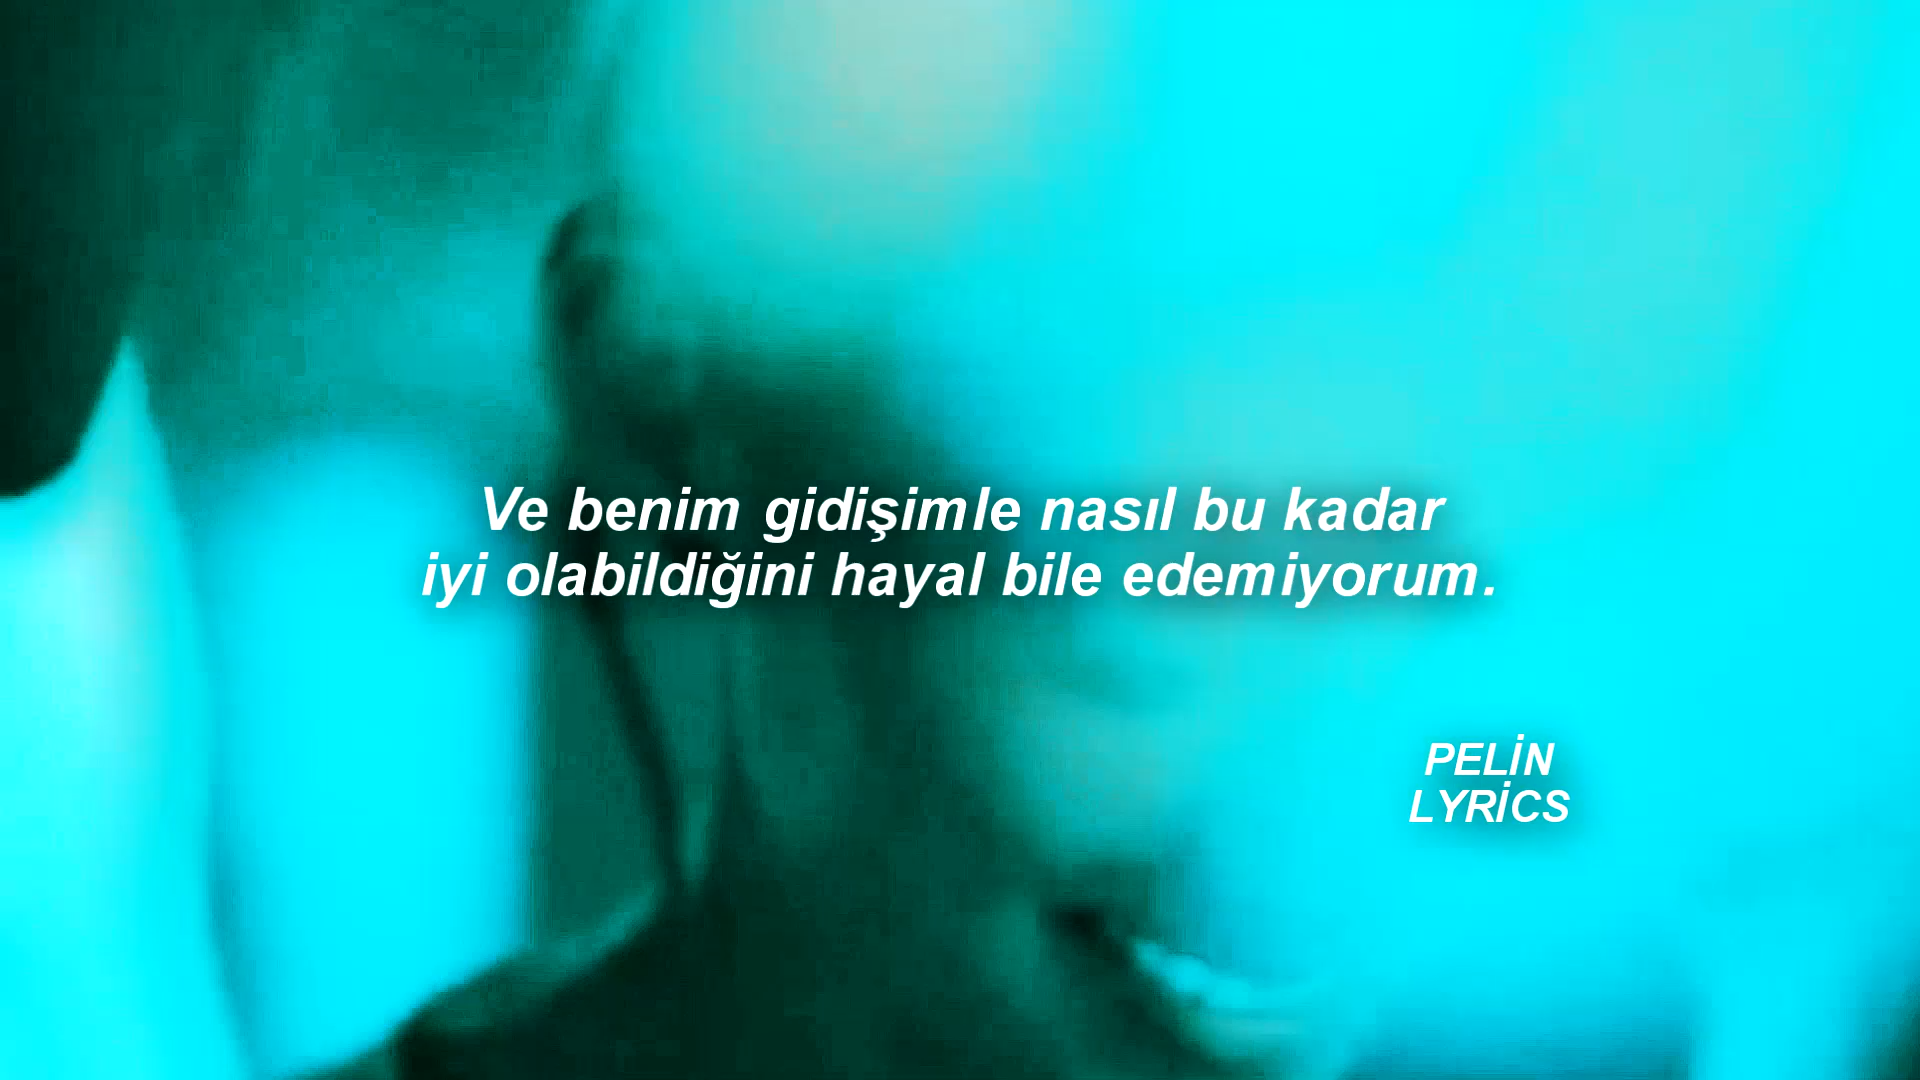 Ve benim gidişimle nasıl bu kadar
iyi olabildiğini hayal bile edemiyorum.
PELİN
LYRİCS